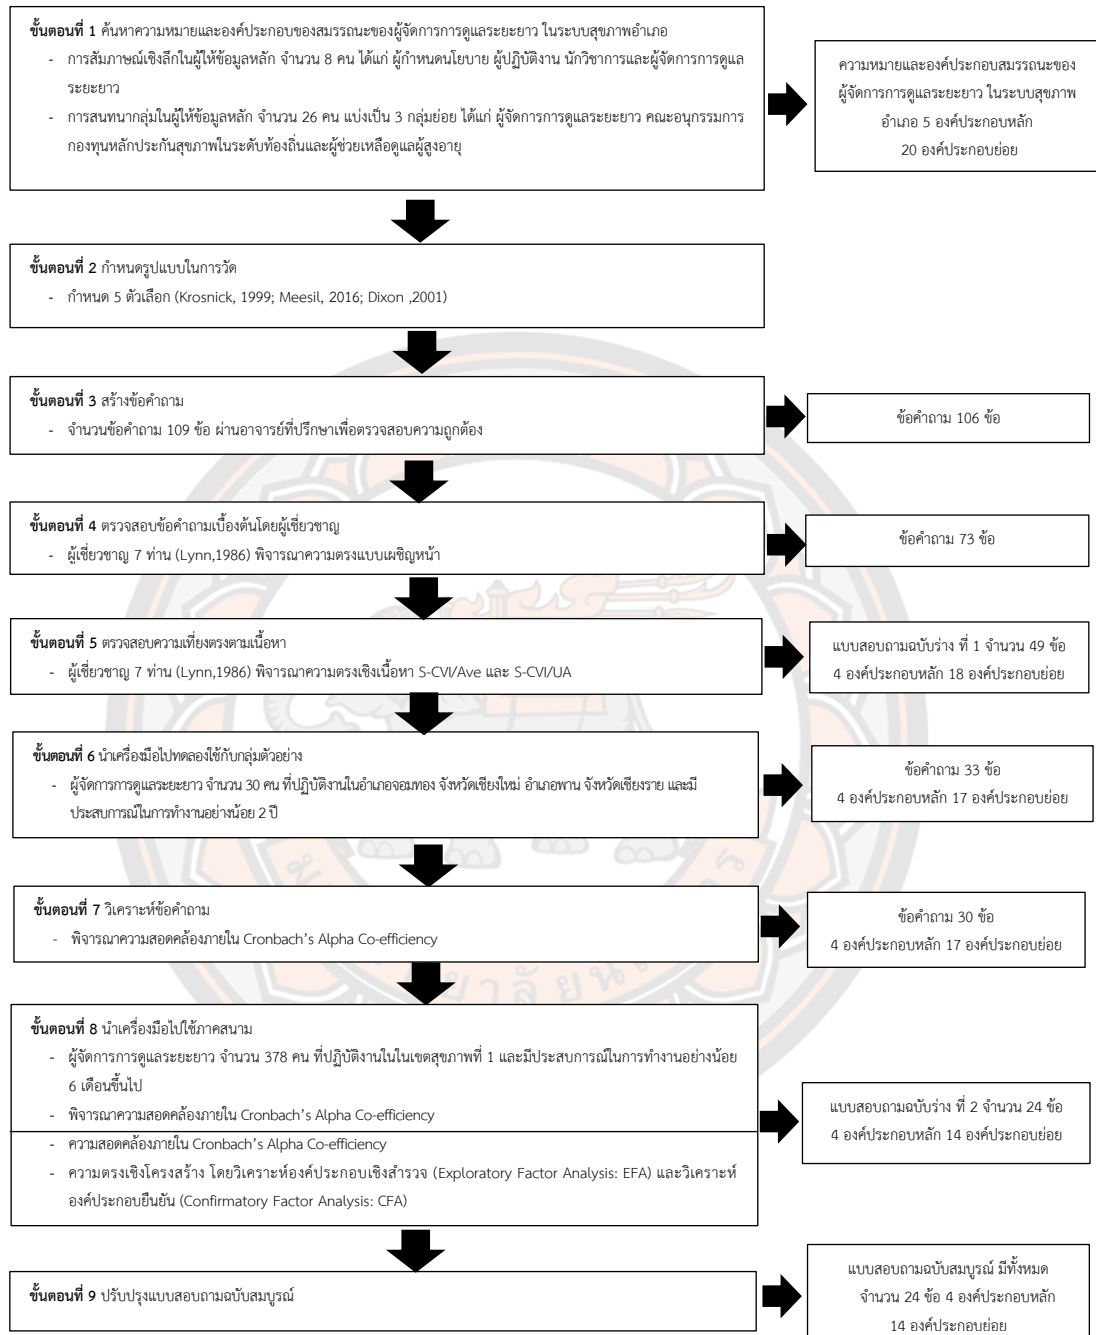 ขั้นตอนที่ 1 ค้นหาความหมายและองค์ประกอบของสมรรถนะของผู้จัดการการดูแลระยะยาว ในระบบสุขภาพอำเภอ
- การสัมภาษณ์เชิงลึกในผู้ให้ข้อมูลหลัก จำนวน 8 คน ได้แก่ ผู้กำหนดนโยบาย ผู้ปฏิบัติงาน นักวิชาการและผู้จัดการการดูแล
ระยะยาว
- การสนทนากลุ่มในผู้ให้ข้อมูลหลัก จำนวน 26 คน แบ่งเป็น 3 กลุ่มย่อย ได้แก่ ผู้จัดการการดูแลระยะยาว คณะอนุกรรมการ
กองทุนหลักประกันสุขภาพในระดับท้องถิ่นและผู้ช่วยเหลือดูแลผู้สูงอายุ
ความหมายและองค์ประกอบสมรรถนะของ
ผู้จัดการการดูแลระยะยาว ในระบบสุขภาพ
อำเภอ 5 องค์ประกอบหลัก
20 องค์ประกอบย่อย
ขั้นตอนที่ 2 กำหนดรูปแบบในการวัด
- กำหนด 5 ตัวเลือก (Krosnick, 1999; Meesil, 2016; Dixon ,2001)
ขั้นตอนที่ 3 สร้างข้อคำถาม
- จำนวนข้อคำถาม 109 ข้อ ผ่านอาจารย์ที่ปรึกษาเพื่อตรวจสอบความถูกต้อง
ข้อคำถาม 106 ข้อ
ขั้นตอนที่ 4 ตรวจสอบข้อคำถามเบื้องต้นโดยผู้เชี่ยวชาญ
- ผู้เชี่ยวชาญ 7 ท่าน (Lynn,1986) พิจารณาความตรงแบบเผชิญหน้า
ข้อคำถาม 73 ข้อ
ขั้นตอนที่ 5 ตรวจสอบความเที่ยงตรงตามเนื้อหา
- ผู้เชี่ยวชาญ 7 ท่าน (Lynn,1986) พิจารณาความตรงเชิงเนื้อหา S-CVI/Ave และ S-CVI/UA
แบบสอบถามฉบับร่าง ที่ 1 จำนวน 49 ข้อ
4 องค์ประกอบหลัก 18 องค์ประกอบย่อย
ขั้นตอนที่ 6 นำเครื่องมือไปทดลองใช้กับกลุ่มตัวอย่าง
- ผู้จัดการการดูแลระยะยาว จำนวน 30 คน ที่ปฏิบัติงานในอำเภอจอมทอง จังหวัดเชียงใหม่ อำเภอพาน จังหวัดเชียงราย และมี
ประสบการณ์ในการทำงานอย่างน้อย 2 ปี
ข้อคำถาม 33 ข้อ
4 องค์ประกอบหลัก 17 องค์ประกอบย่อย
ขั้นตอนที่ 7 วิเคราะห์ข้อคำถาม
- พิจารณาความสอดคล้องภายใน Cronbach's Alpha Co-efficiency
ข้อคำถาม 30 ข้อ
4 องค์ประกอบหลัก 17 องค์ประกอบย่อย
ขั้นตอนที่ 8 นำเครื่องมือไปใช้ภาคสนาม
- ผู้จัดการการดูแลระยะยาว จำนวน 378 คน ที่ปฏิบัติงานในในเขตสุขภาพที่ 1 และมีประสบการณ์ในการทำงานอย่างน้อย
6 เดือนขึ้นไป
- พิจารณาความสอดคล้องภายใน Cronbach's Alpha Co-efficiency
- ความสอดคล้องภายใน Cronbach's Alpha Co-efficiency
- ความตรงเชิงโครงสร้าง โดยวิเคราะห์องค์ประกอบเชิงสำรวจ (Exploratory Factor Analysis: EFA) และวิเคราะห์
องค์ประกอบยืนยัน (Confirmatory Factor Analysis: CFA)
แบบสอบถามฉบับร่าง ที่ 2 จำนวน 24 ข้อ
4 องค์ประกอบหลัก 14 องค์ประกอบย่อย
ขั้นตอนที่ 9 ปรับปรุงแบบสอบถามฉบับสมบูรณ์
แบบสอบถามฉบับสมบูรณ์ มีทั้งหมด
จำนวน 24 ข้อ 4 องค์ประกอบหลัก
14 องค์ประกอบย่อย